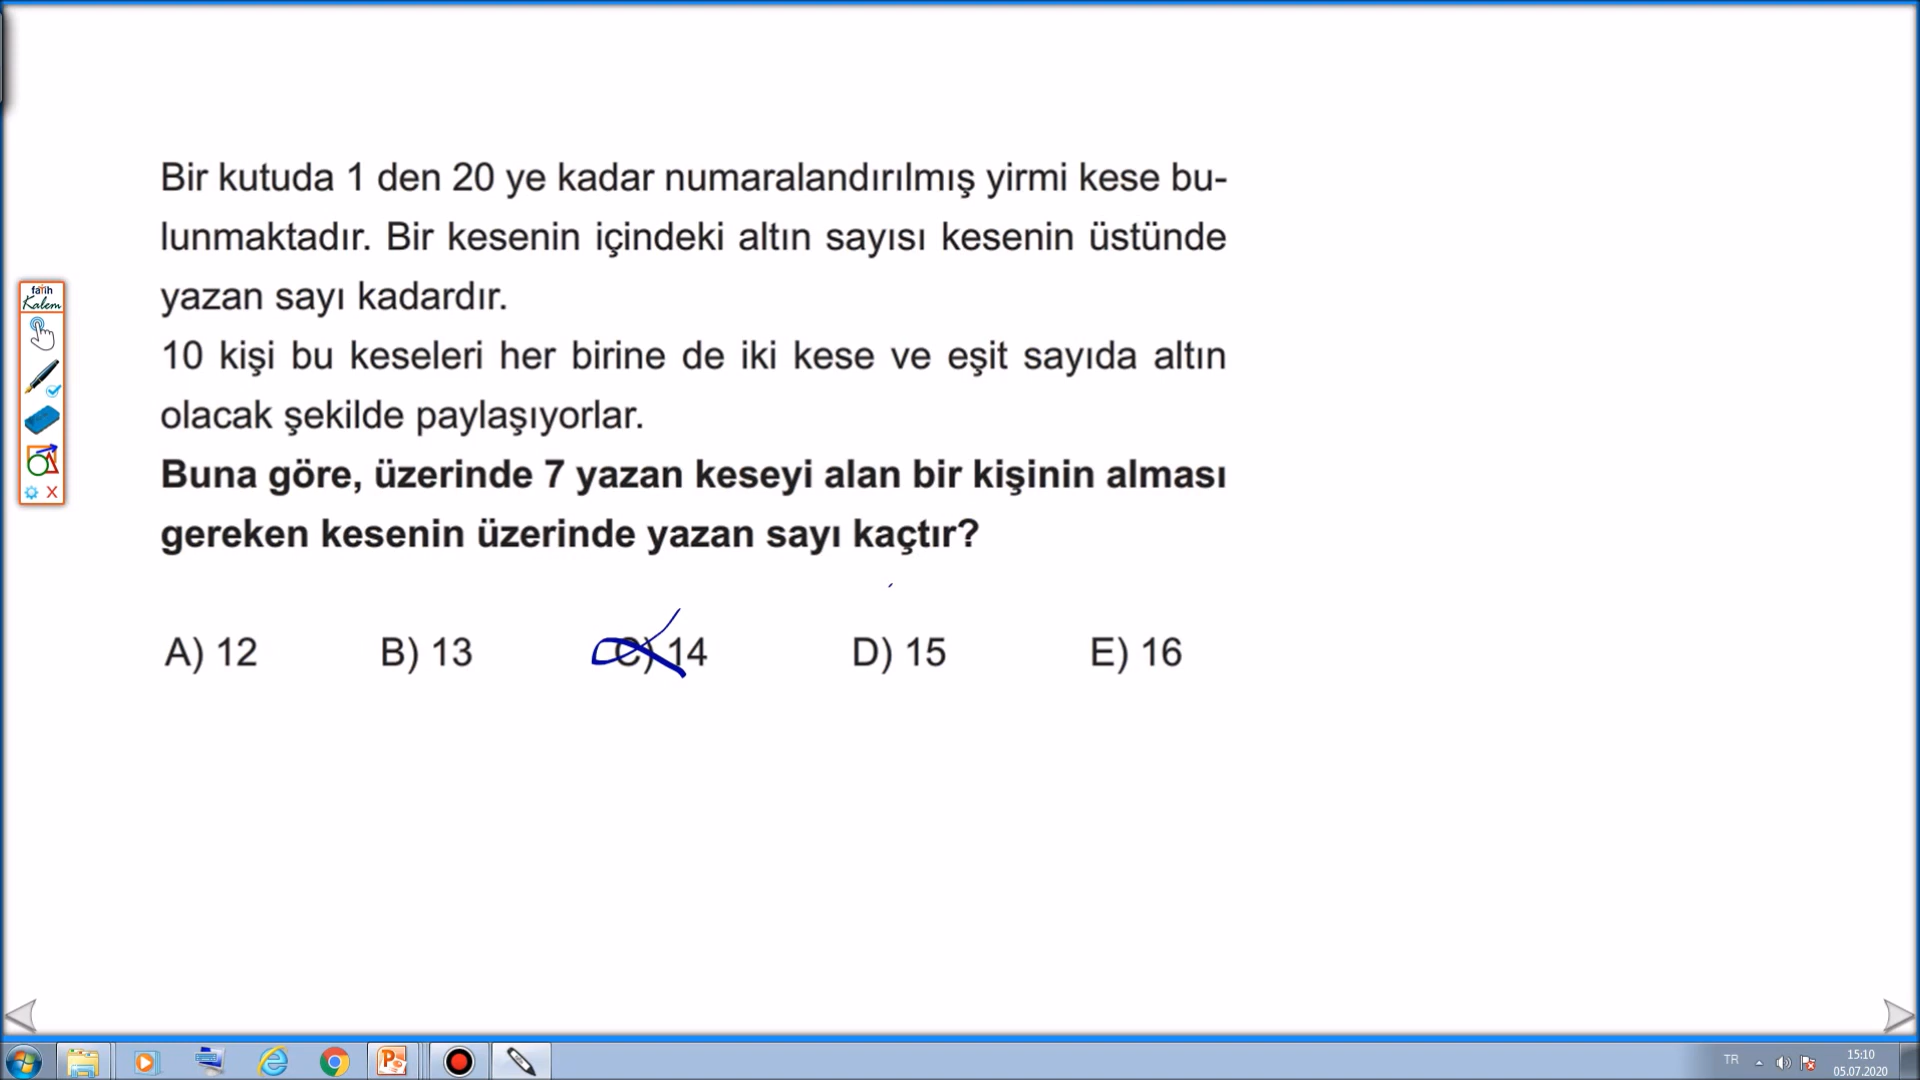 Bir kutuda 1 den 20 ye kadar numaralandırılmış yirmi kese bu-
lunmaktadır. Bir kesenin içindeki altın sayısı kesenin üstünde
yazan sayı kadardır.
10 kişi bu keseleri her birine de iki kese ve eşit sayıda altın
olacak şekilde paylaşıyorlar.
Buna göre, üzerinde 7 yazan keseyi alan bir kişinin alması
gereken kesenin üzerinde yazan sayı kaçtır?
A) 12 B) 13 C) 14 D) 15 E) 16
fatih
Kalem
TR
15:10
05.07.2020